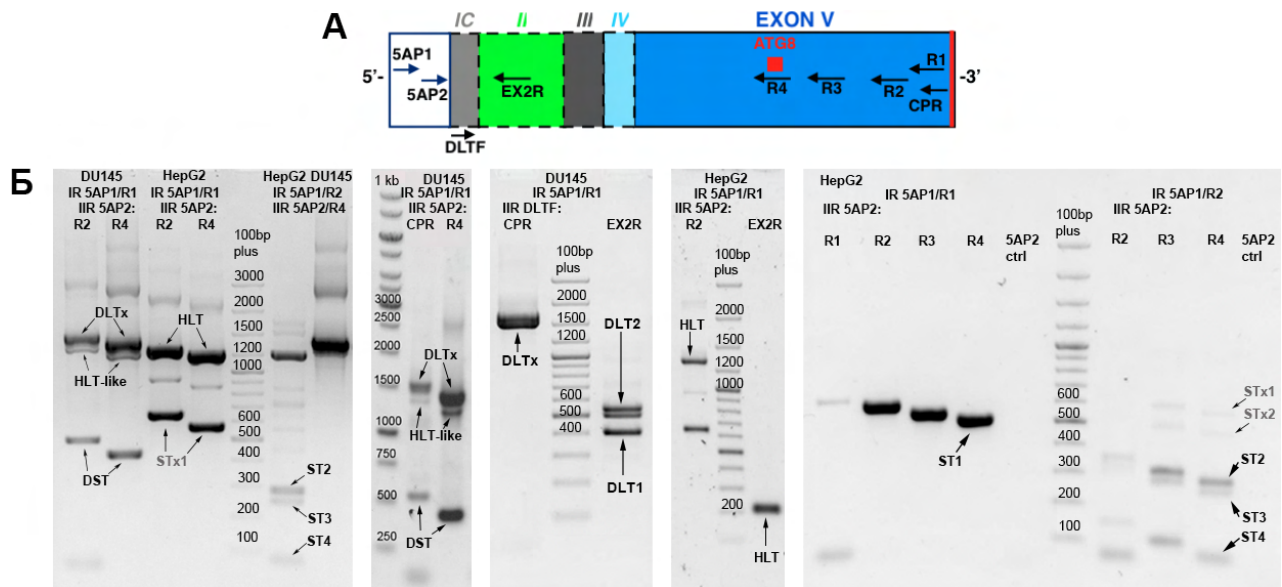 А
IC II III IV EXON V
5'- 5AP1 5AP2 EX2R ATG8 R4 R3 R2 R1 CPR -3'
DLTF
Б
DU145
IR 5AP1/R1
IIR 5AP2:
R2 R4
HepG2
IR 5AP1/R1
IIR 5AP2:
R2 R4
HepG2 DU145
IR 5AP1/R2
IIR 5AP2/R4
100bp
plus
3000
2000
1500
1200
1000
600
500
400
300
200
100
DLTx
HLT-like
DST
HLT
STx1
ST2
ST3
ST4
1 kb
DU145
IR 5AP1/R1
IIR 5AP2:
CPR R4
3000
2500
2000
1500
1000
500
250
DLTx
HLT-like
DST
DU145
IR 5AP1/R1
IIR DLTF:
CPR EX2R
100bp
plus
2000
1500
1200
600
500
400
DLTx
DLT2
DLT1
HepG2
IR 5AP1/R1
IIR 5AP2:
R2 EX2R
100bp
plus
2000
1200
1000
600
500
400
200
HLT
HLT
HepG2
IR 5AP1/R1
IIR 5AP2:
R1 R2 R3 R4 5AP2
ctrl
ST1
100bp
plus
IR 5AP1/R2
IIR 5AP2:
R2 R3 R4 5AP2
ctrl
2000
1500
1200
600
500
400
300
200
100
STx1
STx2
ST2
ST3
ST4